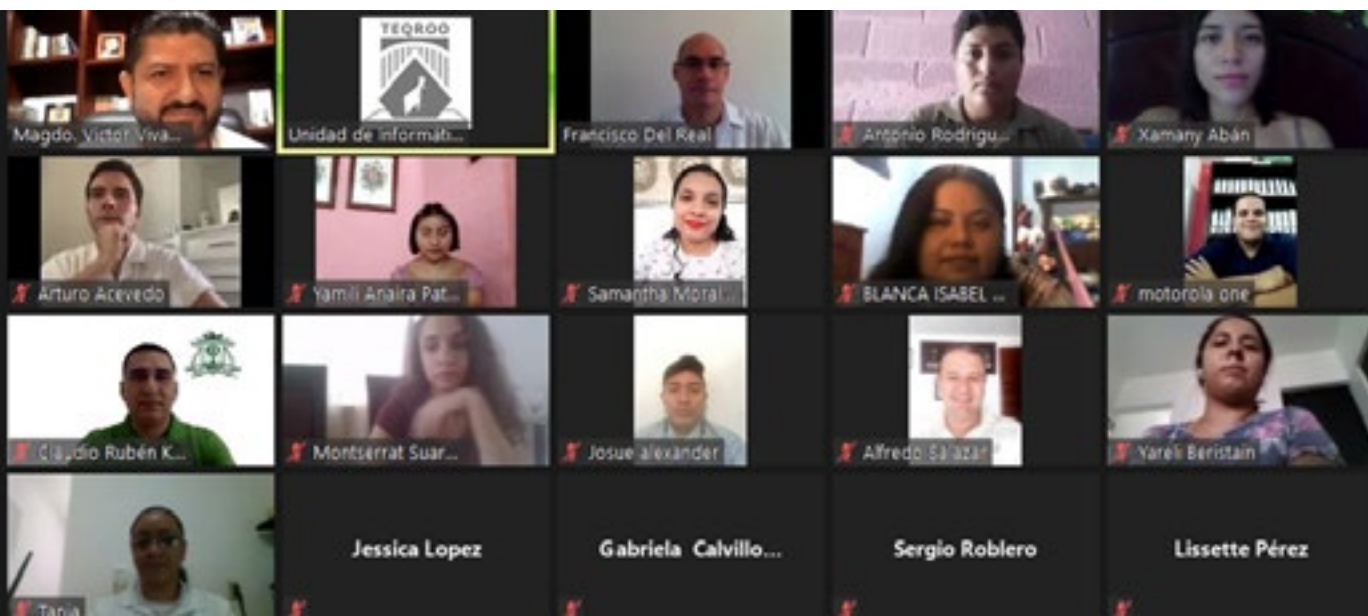 TEQROO
Magdo. Victor Viva...
Unidad de Informáti...
Francisco Del Real
Antonio Rodrigu...
Xamany Abán
Arturo Acevedo
Yamili Anaira Pat...
Samantha Moral...
BLANCA ISABEL ...
motorola one
Claudio Rubén K...
Montserrat Suar...
Josue alexander
Alfredo Salazar
Yareli Beristain
Tania
Jessica Lopez
Gabriela Calvillo...
Sergio Roblero
Lissette Pérez